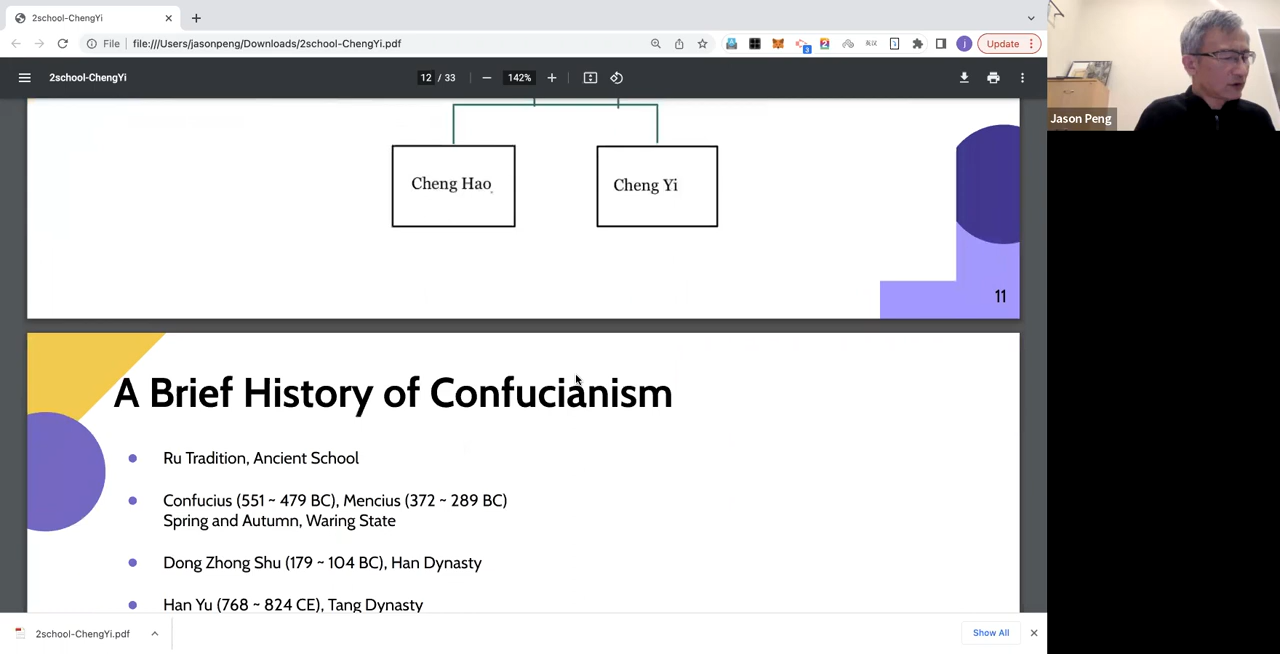 2school-ChengYi
File
file:///Users/jasonpeng/Downloads/2school-ChengYi.pdf
Update
2school-ChengYi
12 / 33
142%
Jason Peng
Cheng Hao
Cheng Yi
11
A Brief History of Confucianism
Ru Tradition, Ancient School
Confucius (551 ~ 479 BC), Mencius (372 ~ 289 BC)
Spring and Autumn, Waring State
Dong Zhong Shu (179 ~ 104 BC), Han Dynasty
Han Yu (768 ~ 824 CE), Tang Dynasty
2school-ChengYi.pdf
Show All